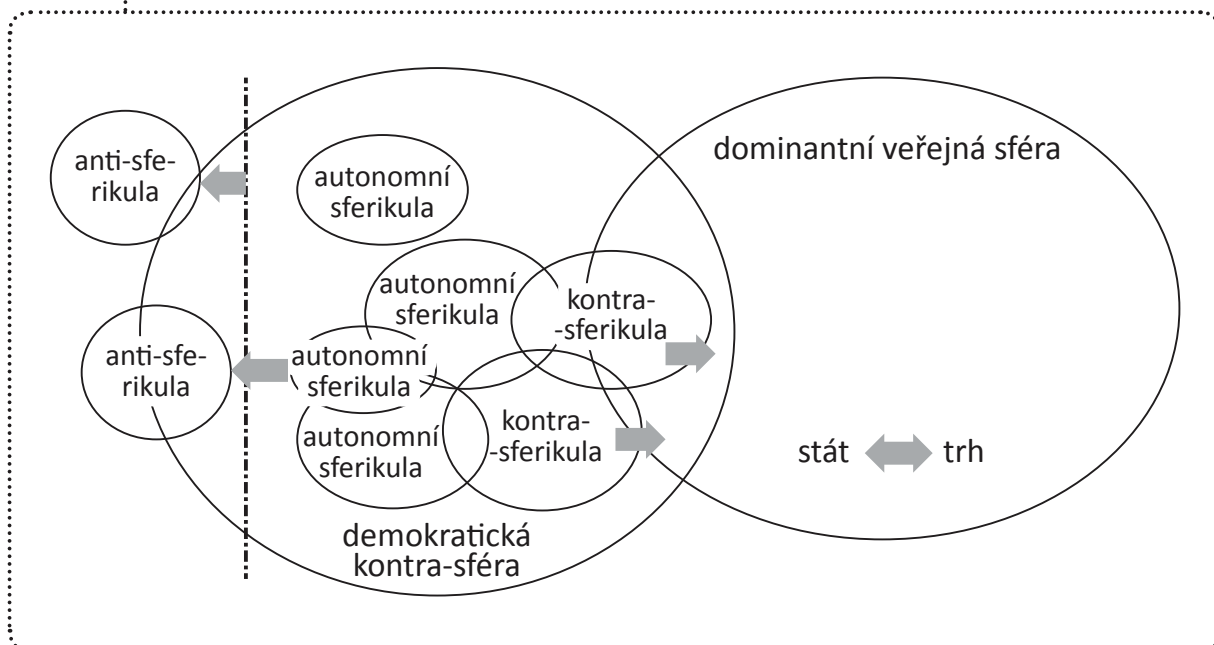 anti-sfe-
rikula
autonomní
sferikula
dominantní veřejná sféra
autonomní
sferikula
kontra-
-sferikula
anti-sfe-
rikula
autonomní
sferikula
autonomní
sferikula
kontra-
-sferikula
stát trh
demokratická
kontra-sféra